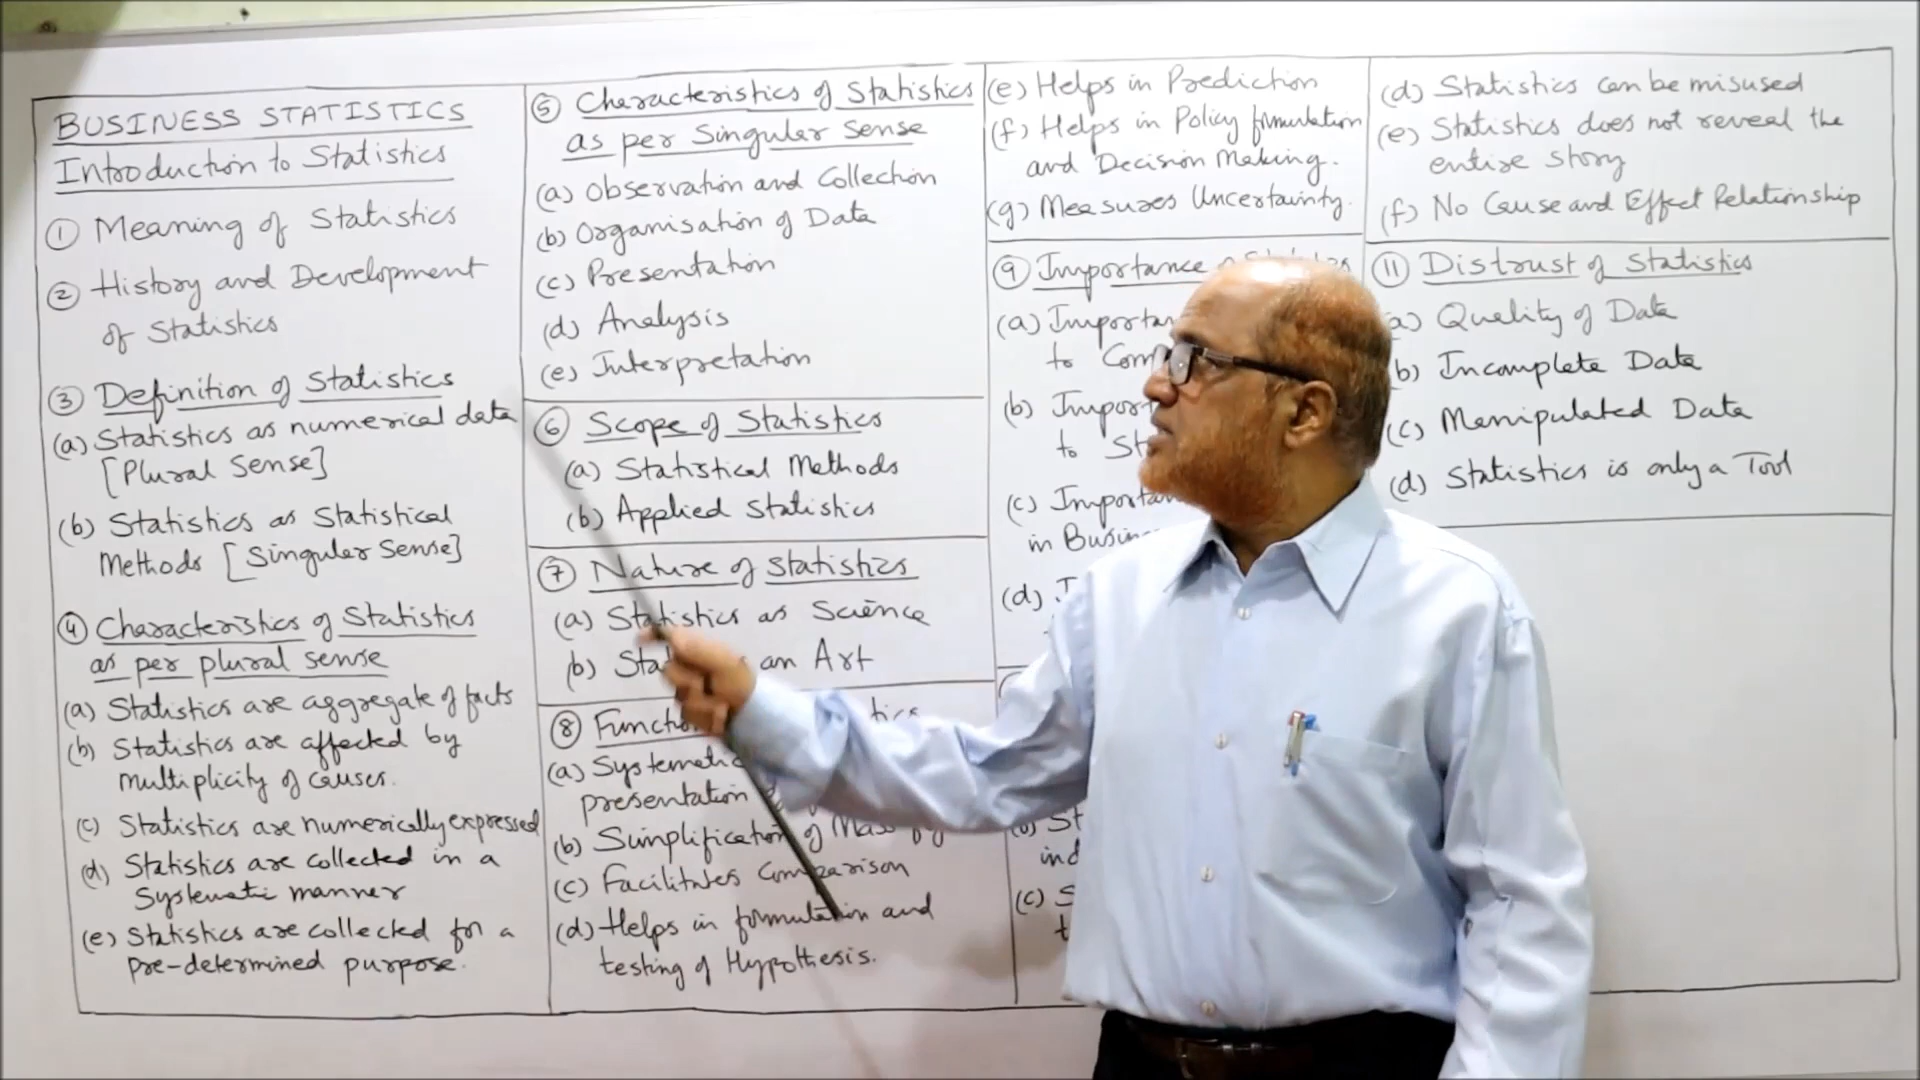 BUSINESS STATISTICS
Introduction to Statistics
① Meaning of Statistics
② History and Development
of Statistics
③ Definition of Statistics
(a) Statistics as numerical data
[Plural Sense]
(b) Statistics as Statistical
Methods [Singular Sense]
④ Characteristics of Statistics
as per plural sense
(a) Statistics are aggregate of facts
(b) Statistics are affected by
multiplicity of causes.
(c) Statistics are numerically expressed
(d) Statistics are collected in a
Systematic manner
(e) Statistics are collected for a
pre-determined purpose.
⑤ Characteristics of Statistics
as per Singular Sense
(a) Observation and Collection
(b) Organisation of Data
(c) Presentation
(d) Analysis
(e) Interpretation
⑥ Scope of Statistics
(a) Statistical Methods
(b) Applied Statistics
⑦ Nature of Statistics
(a) Statistics as Science
(b) an Art
⑧
(a) Systematic
presentation
(b) Simplification of Mass
(c) Facilitates Comparison
(d) Helps in formulation and
testing of Hypothesis.
(e) Helps in Prediction
(f) Helps in Policy formulation
and Decision Making.
(g) Measures Uncertainty.
⑨ Importance
(a)
to
(b)
to
(c)
in
(d)
(c)
(d) Statistics can be misused
(e) Statistics does not reveal the
entire story
(f) No Cause and Effect Relationship
⑪ Distrust of Statistics
(a) Quality of Data
(b) Incomplete Data
(c) Manipulated Data
(d) Statistics is only a Tool